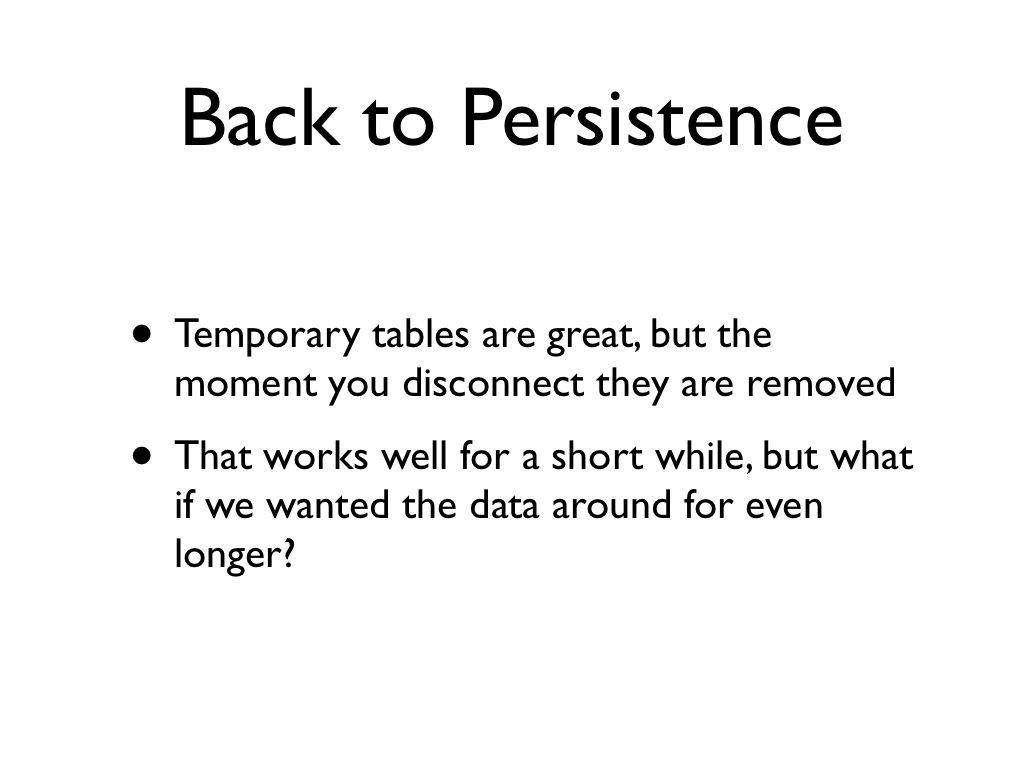 Back to Persistence
• Temporary tables are great, but the
moment you disconnect they are removed
• That works well for a short while, but what
if we wanted the data around for even
longer?